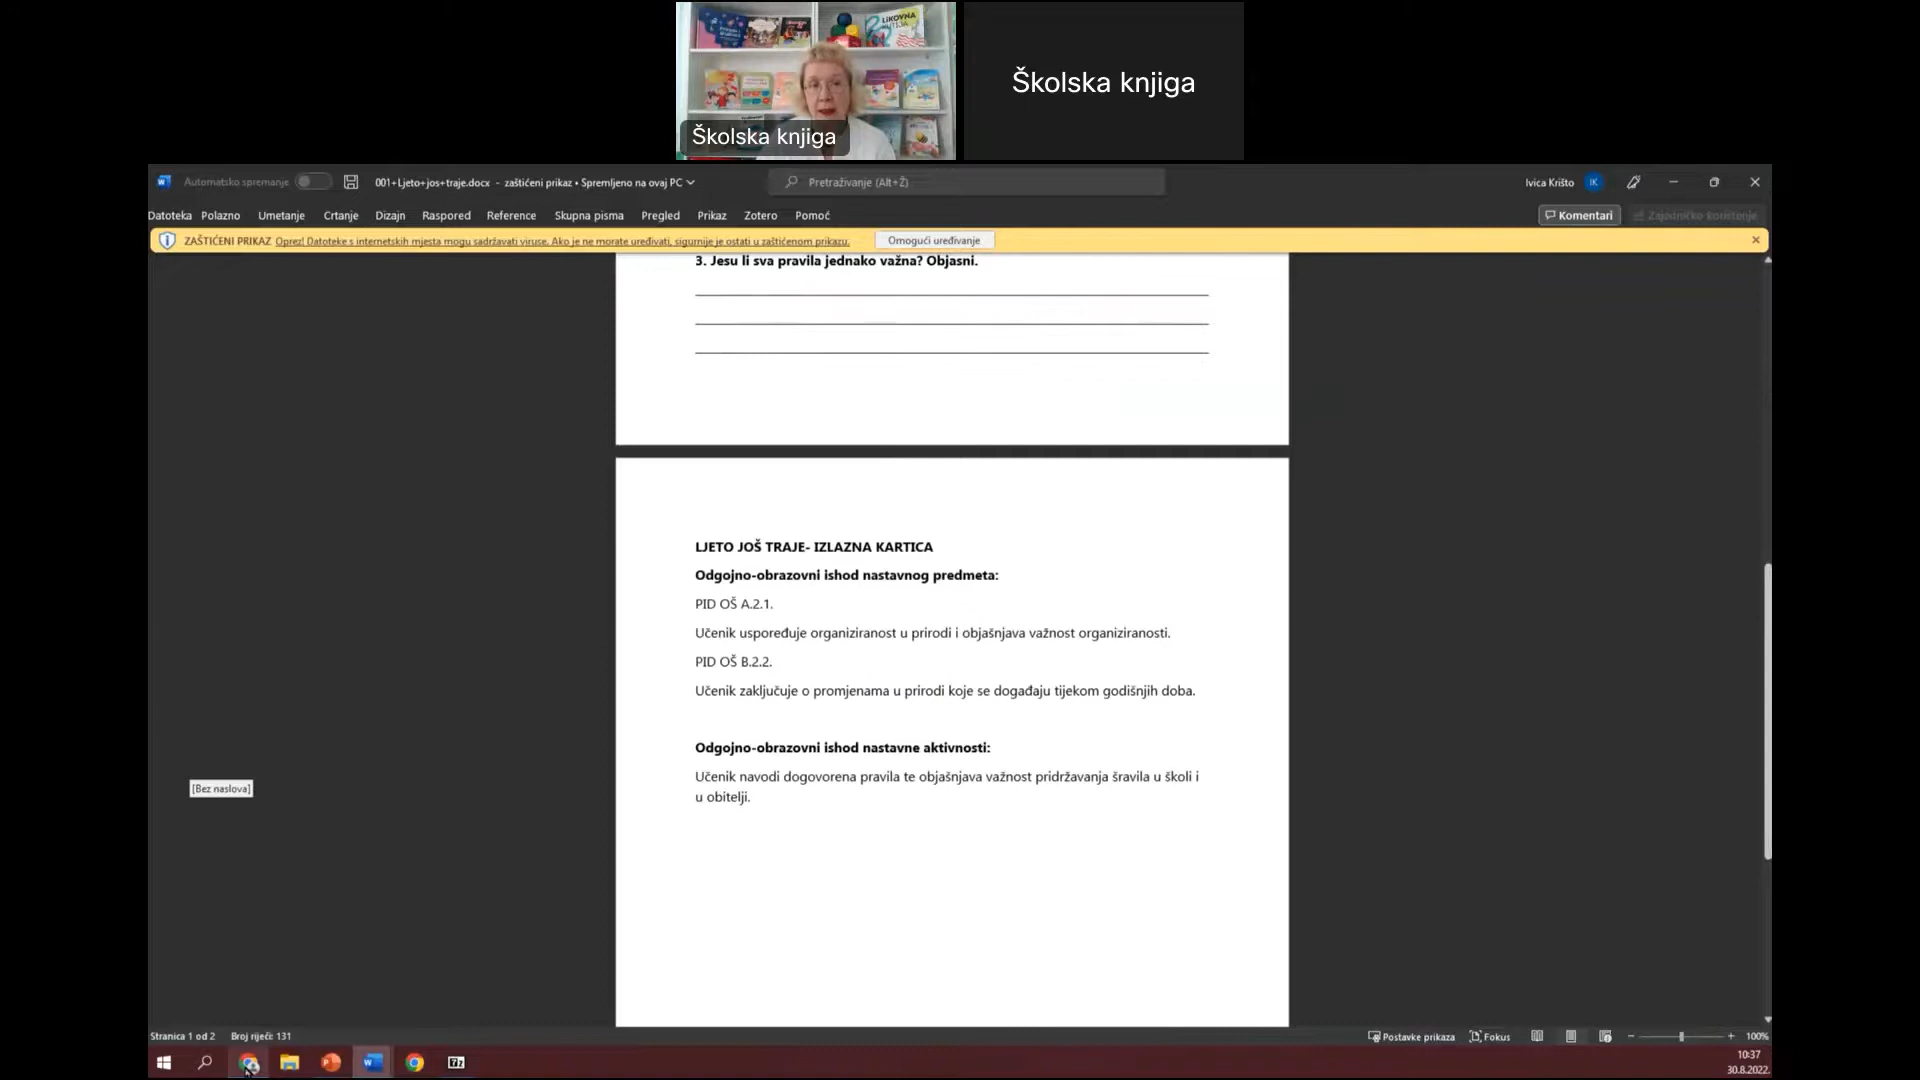 LIKOVNA
Školska knjiga
Školska knjiga
Automatsko spremanje
001+Ljeto+jos+traje.docx - zaštićeni prikaz • Spremljeno na ovaj PC
Pretraživanje (Alt+Ž)
Ivica Krišto
IK
Datoteka Polazno Umetanje Crtanje Dizajn Raspored Reference Skupna pisma Pregled Prikaz Zotero Pomoć
Komentari
Zajedničko korištenje
ZAŠTIĆENI PRIKAZ Oprez! Datoteke s internetskih mjesta mogu sadržavati viruse. Ako je ne morate uređivati, sigurnije je ostati u zaštićenom prikazu.
Omogući uređivanje
3. Jesu li sva pravila jednako važna? Objasni.
LJETO JOŠ TRAJE- IZLAZNA KARTICA
Odgojno-obrazovni ishod nastavnog predmeta:
PID OŠ A.2.1.
Učenik uspoređuje organiziranost u prirodi i objašnjava važnost organiziranosti.
PID OŠ B.2.2.
Učenik zaključuje o promjenama u prirodi koje se događaju tijekom godišnjih doba.
Odgojno-obrazovni ishod nastavne aktivnosti:
Učenik navodi dogovorena pravila te objašnjava važnost pridržavanja šravila u školi i
u obitelji.
[Bez naslova]
Stranica 1 od 2 Broj riječi: 131
Postavke prikaza Fokus 100%
10:37
30.8.2022.